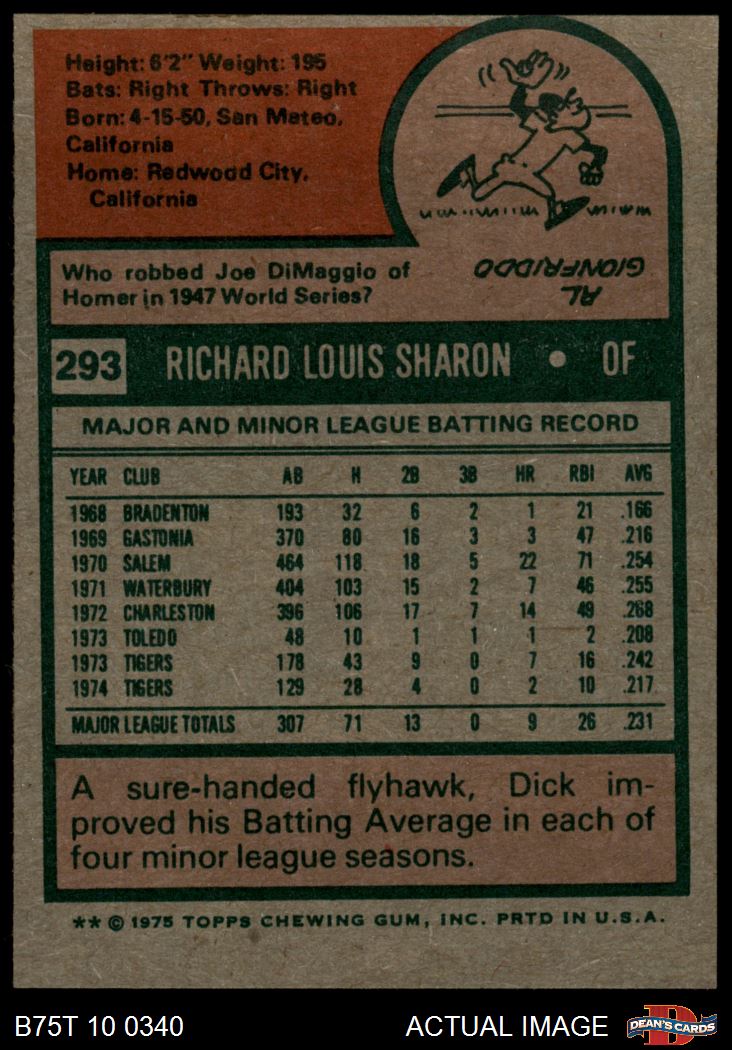 Height: 6'2" Weight: 195
Bats: Right Throws: Right
Born: 4-15-50, San Mateo,
California
Home: Redwood City,
California
Who robbed Joe DiMaggio of
Homer in 1947 World Series?
AL
GIONFRIDDO
293 RICHARD LOUIS SHARON • OF
MAJOR AND MINOR LEAGUE BATTING RECORD
YEAR CLUB AB H 2B 3B HR RBI AVG
1968 BRADENTON 193 32 6 2 1 21 .166
1969 GASTONIA 370 80 16 3 3 47 .216
1970 SALEM 464 118 18 5 22 71 .254
1971 WATERBURY 404 103 15 2 7 46 .255
1972 CHARLESTON 396 106 17 7 14 49 .268
1973 TOLEDO 48 10 1 1 1 2 .208
1973 TIGERS 178 43 9 0 7 16 .242
1974 TIGERS 129 28 4 0 2 10 .217
MAJOR LEAGUE TOTALS 307 71 13 0 9 26 .231
A sure-handed flyhawk, Dick im-
proved his Batting Average in each of
four minor league seasons.
** © 1975 TOPPS CHEWING GUM, INC. PRTD IN U.S.A.
B75T 10 0340 ACTUAL IMAGE DEAN'S CARDS